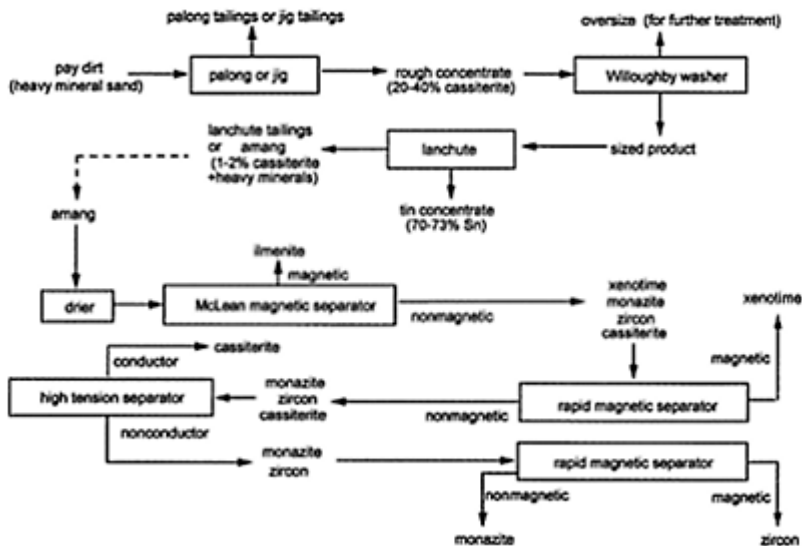 palong tailings or jig tailings
oversize (for further treatment)
pay dirt
(heavy mineral sand)
palong or jig
rough concentrate
(20-40% cassiterite)
Willoughby washer
lanchute tailings
or amang
(1-2% cassiterite
+heavy minerals)
lanchute
sized product
amang
tin concentrate
(70-73% Sn)
ilmenite
magnetic
drier
McLean magnetic separator
nonmagnetic
xenotime
monazite
zircon
cassiterite
xenotime
magnetic
cassiterite
conductor
high tension separator
monazite
zircon
cassiterite
nonmagnetic
rapid magnetic separator
nonconductor
monazite
zircon
rapid magnetic separator
nonmagnetic
magnetic
monazite
zircon